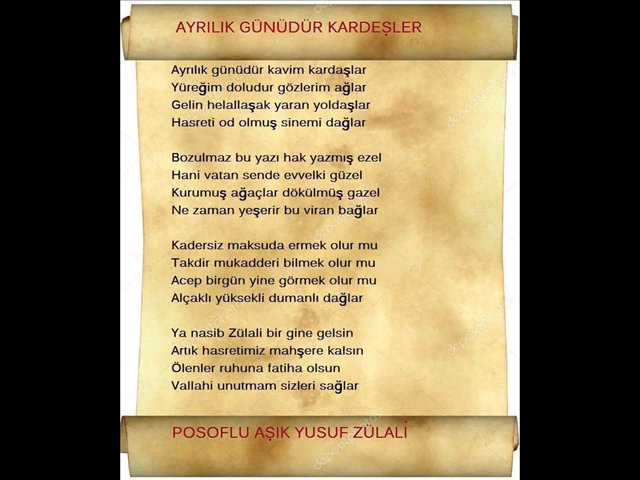 AYRILIK GÜNÜDÜR KARDEŞLER
Ayrılık günüdür kavim kardaşlar
Yüreğim doludur gözlerim ağlar
Gelin helallaşak yaran yoldaşlar
Hasreti od olmuş sinemi dağlar
Bozulmaz bu yazı hak yazmış ezel
Hani vatan sende evvelki güzel
Kurumuş ağaçlar dökülmüş gazel
Ne zaman yeşerir bu viran bağlar
Kadersiz maksuda ermek olur mu
Takdir mukadderi bilmek olur mu
Acep birgün yine görmek olur mu
Alçaklı yüksekli dumanlı dağlar
Ya nasib Zülali bir gine gelsin
Artık hasretimiz mahşere kalsın
Ölenler ruhuna fatiha olsun
Vallahi unutmam sizleri sağlar
POSOFLU AŞIK YUSUF ZÜLALİ